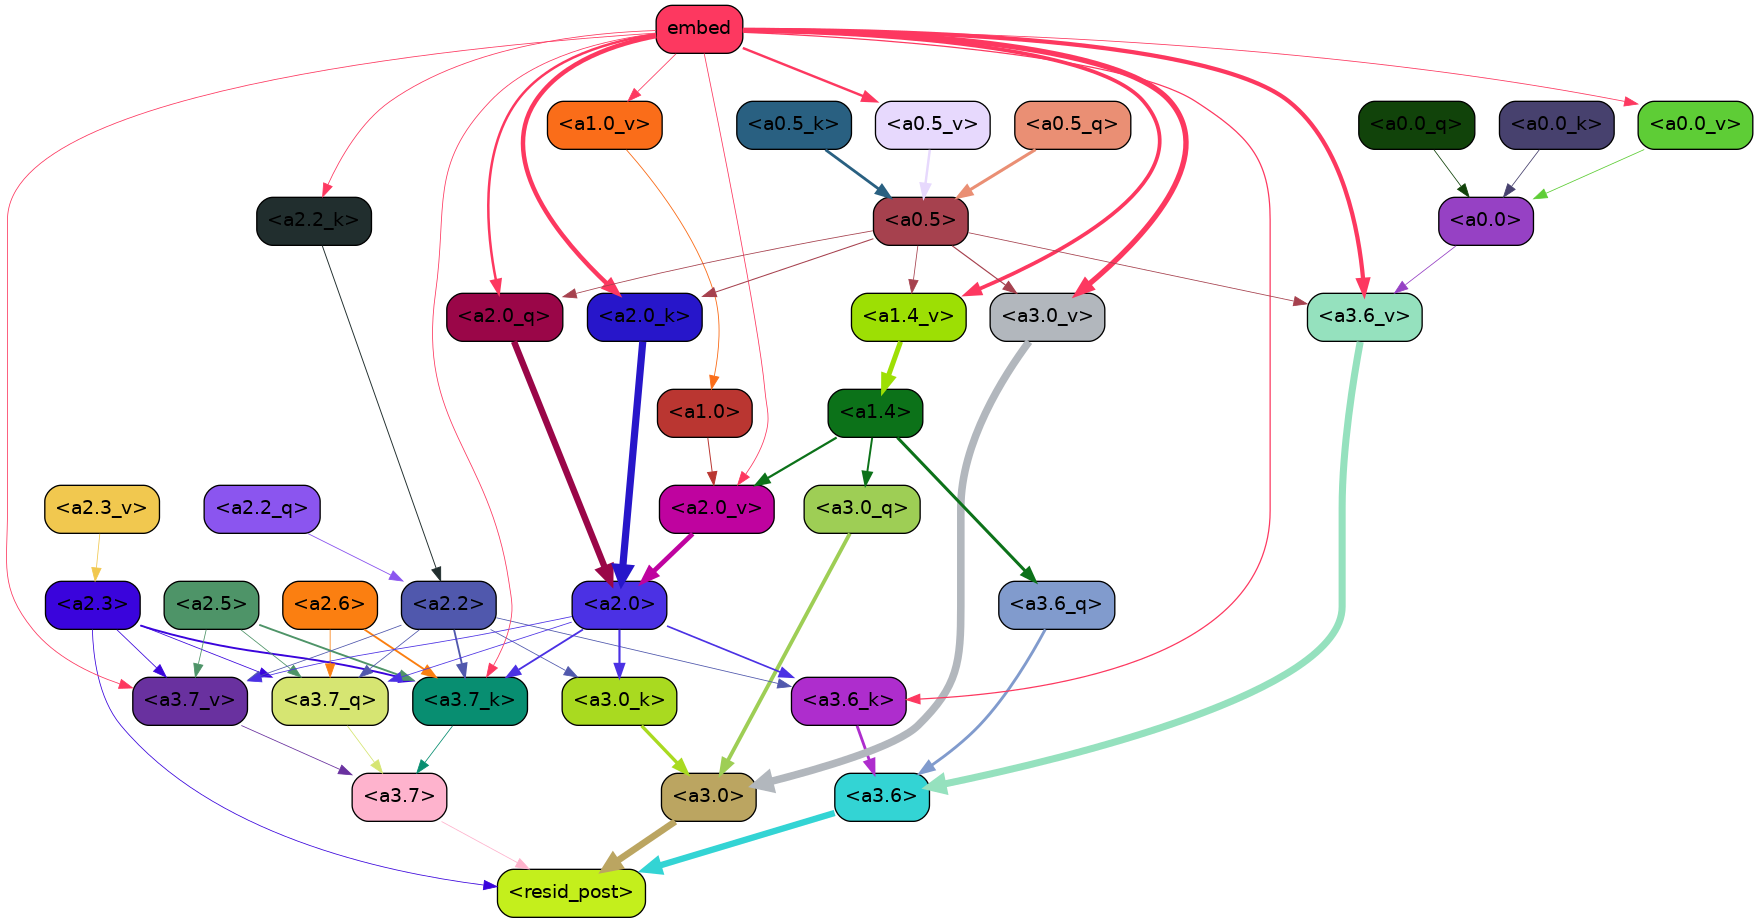 embed
<a1.0_v>
<a0.5_k>
<a0.5_v>
<a0.5_q>
<a0.0_q>
<a0.0_k>
<a0.0_v>
<a2.2_k>
<a0.5>
<a0.0>
<a2.0_q>
<a2.0_k>
<a1.4_v>
<a3.0_v>
<a3.6_v>
<a1.0>
<a1.4>
<a2.3_v>
<a2.2_q>
<a2.0_v>
<a3.0_q>
<a2.3>
<a2.5>
<a2.6>
<a2.2>
<a2.0>
<a3.6_q>
<a3.7_v>
<a3.7_q>
<a3.7_k>
<a3.0_k>
<a3.6_k>
<a3.7>
<a3.0>
<a3.6>
<resid_post>